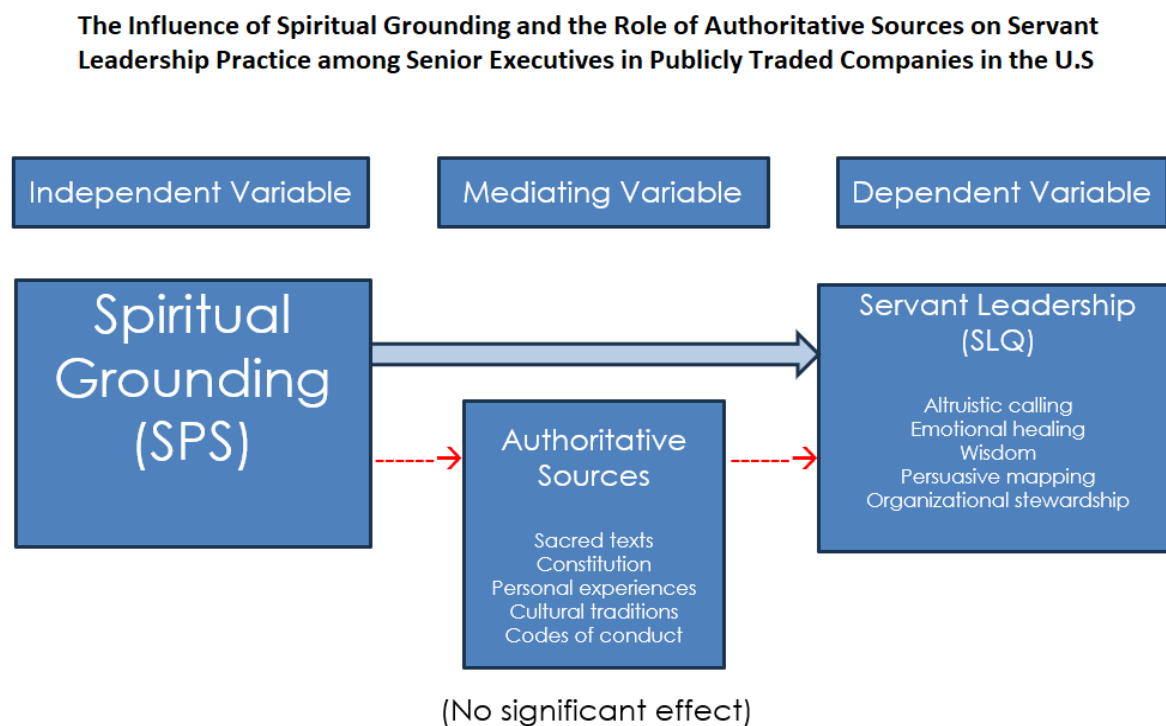 The Influence of Spiritual Grounding and the Role of Authoritative Sources on Servant
Leadership Practice among Senior Executives in Publicly Traded Companies in the U.S
Independent Variable
Mediating Variable
Dependent Variable
Spiritual
Grounding
(SPS)
Authoritative
Sources
Sacred texts
Constitution
Personal experiences
Cultural traditions
Codes of conduct
Servant Leadership
(SLQ)
Altruistic calling
Emotional healing
Wisdom
Persuasive mapping
Organizational stewardship
(No significant effect)